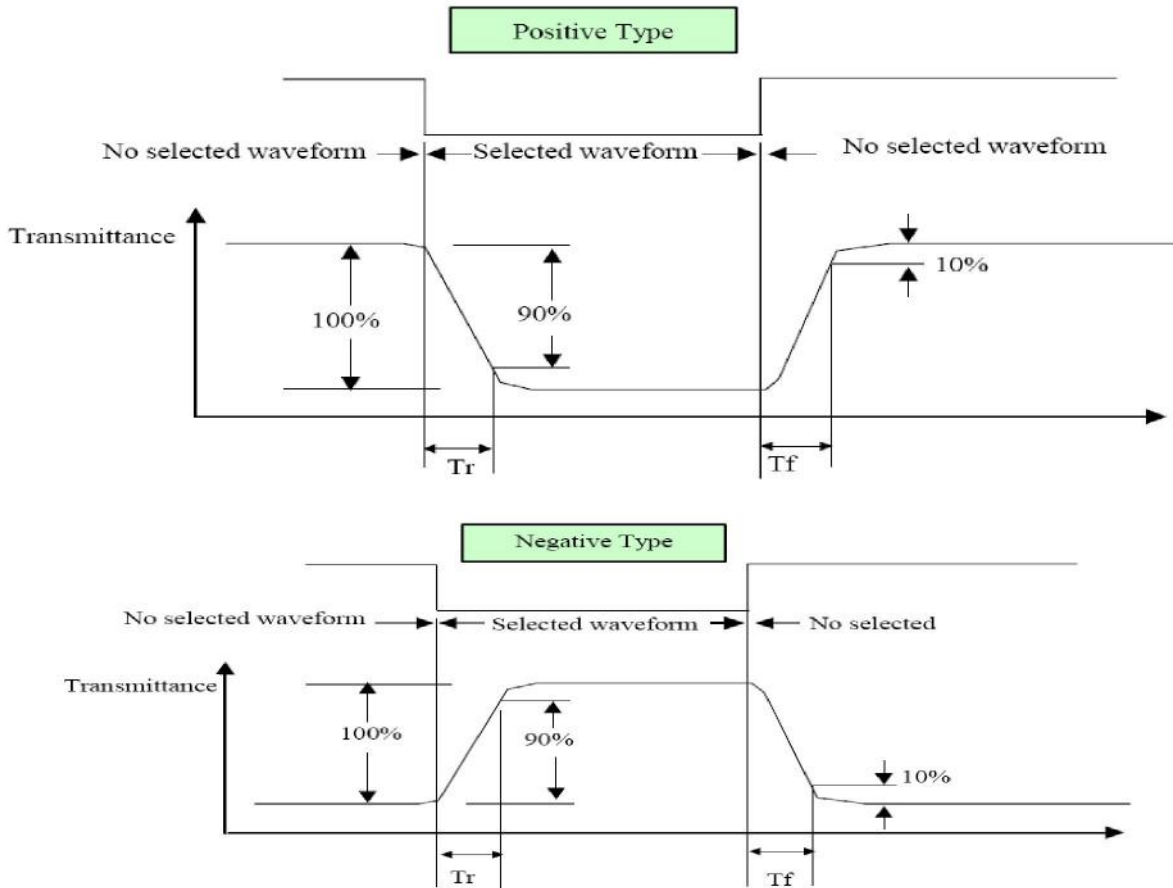 Positive Type
No selected waveform
Selected waveform
No selected waveform
Transmittance
100%
90%
10%
Tr
Tf
Negative Type
No selected waveform
Selected waveform
No selected
Transmittance
100%
90%
10%
Tr
Tf